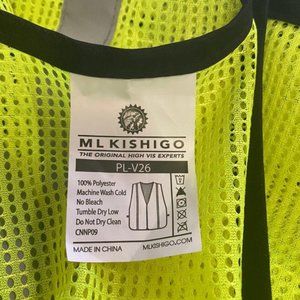 ML KISHIGO
THE ORIGINAL HIGH VIS EXPERTS
PL-V26
100% Polyester
Machine Wash Cold
No Bleach
Tumble Dry Low
Do Not Dry Clean
CNNP09
MADE IN CHINA
MLKISHIGO.COM